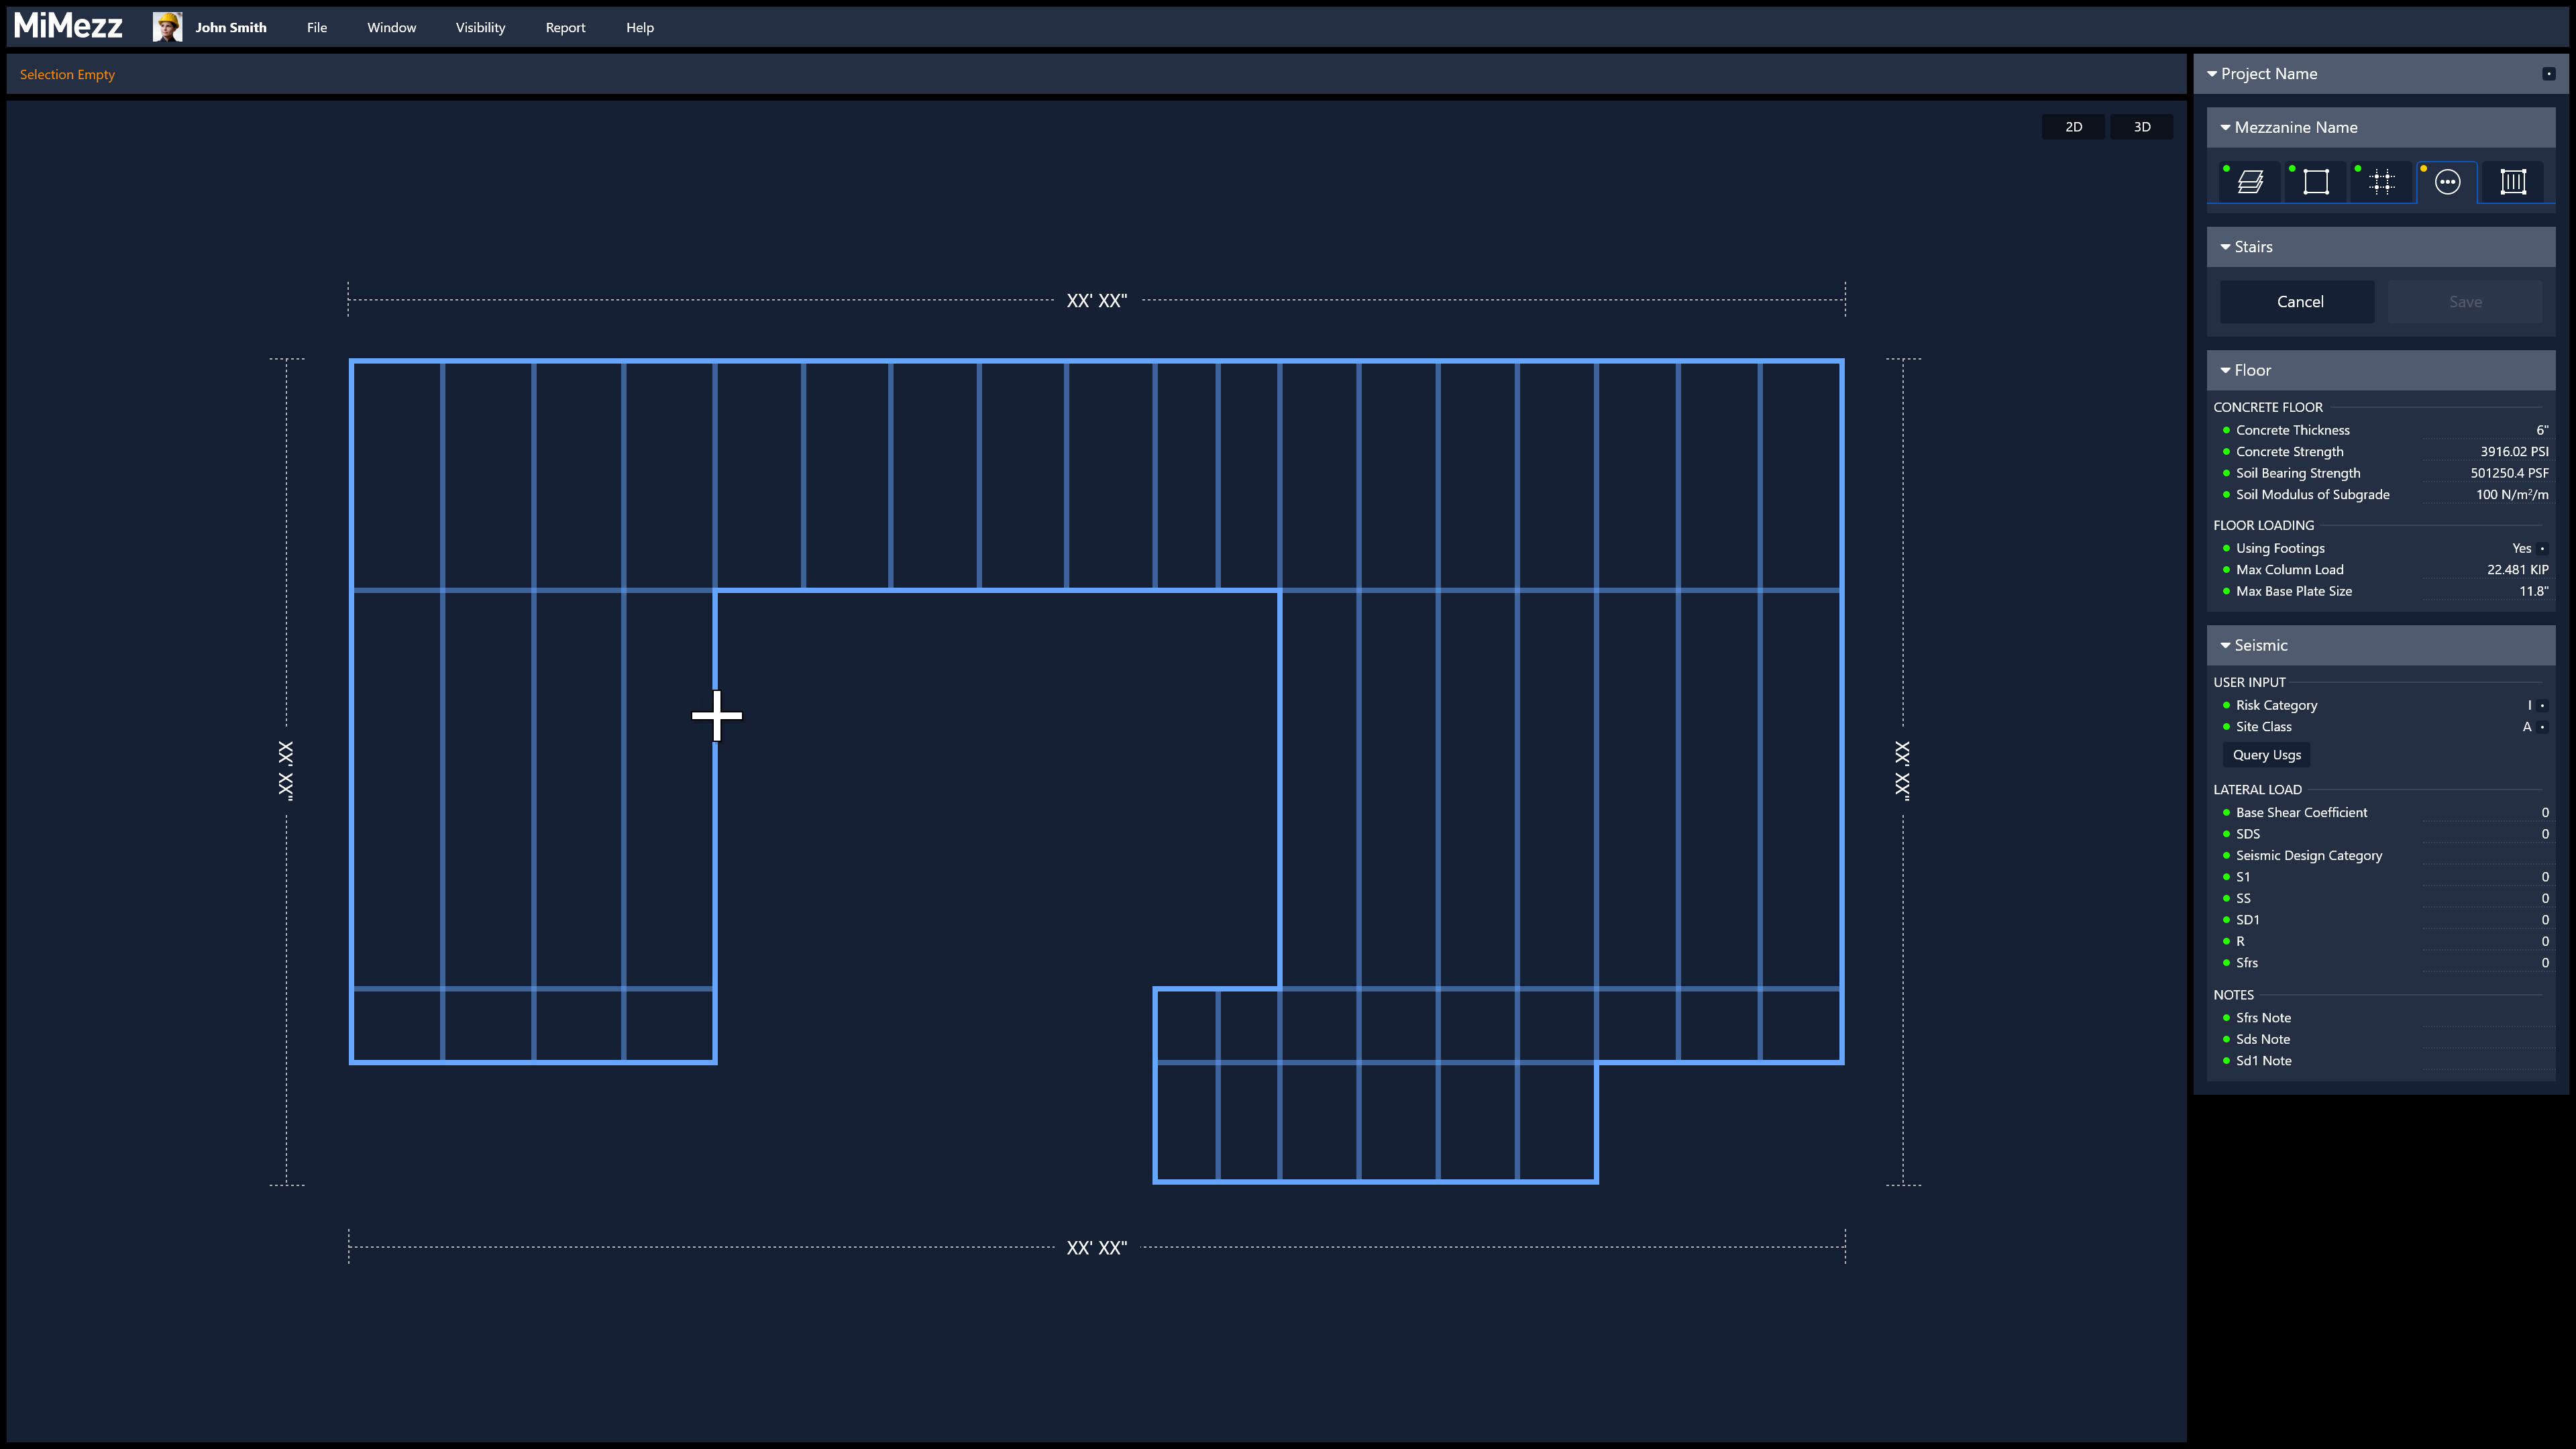 MiMezz John Smith File Window Visibility Report Help
Selection Empty
2D 3D
XX' XX"
XX' XX"
XX' XX"
XX' XX"
Project Name
Mezzanine Name
Stairs
Cancel Save
Floor
CONCRETE FLOOR
Concrete Thickness 6"
Concrete Strength 3916.02 PSI
Soil Bearing Strength 501250.4 PSF
Soil Modulus of Subgrade 100 N/m²/m
FLOOR LOADING
Using Footings Yes
Max Column Load 22.481 KIP
Max Base Plate Size 11.8"
Seismic
USER INPUT
Risk Category I
Site Class A
Query Usgs
LATERAL LOAD
Base Shear Coefficient 0
SDS 0
Seismic Design Category
S1 0
SS 0
SD1 0
R 0
Sfrs 0
NOTES
Sfrs Note
Sds Note
Sd1 Note